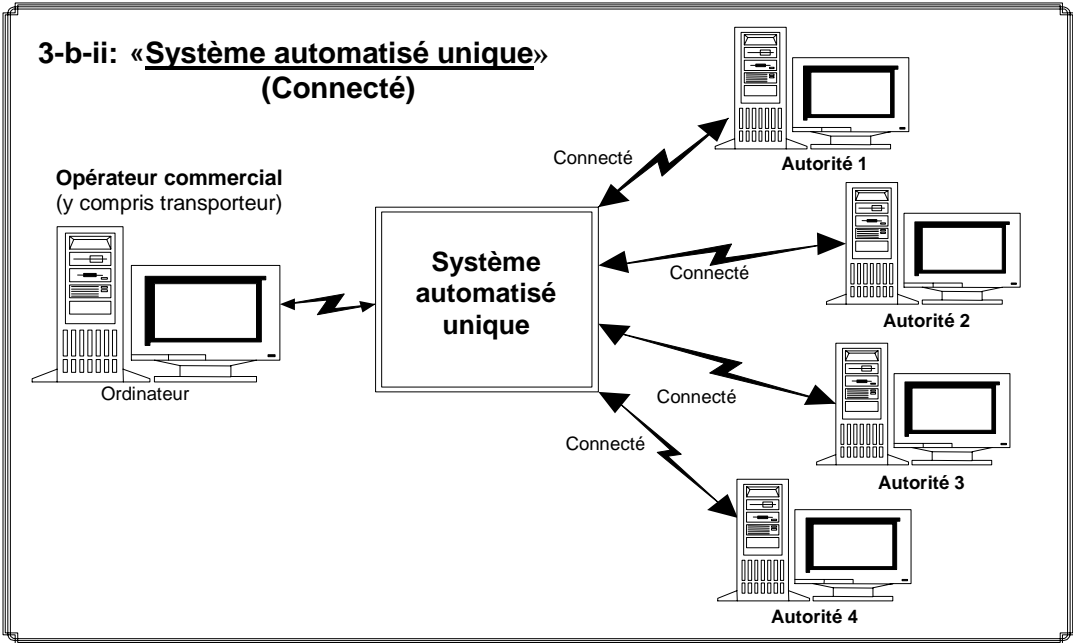 3-b-ii: «Système automatisé unique»
(Connecté)
Opérateur commercial
(y compris transporteur)
Ordinateur
Système
automatisé
unique
Connecté
Autorité 1
Connecté
Autorité 2
Connecté
Autorité 3
Connecté
Autorité 4